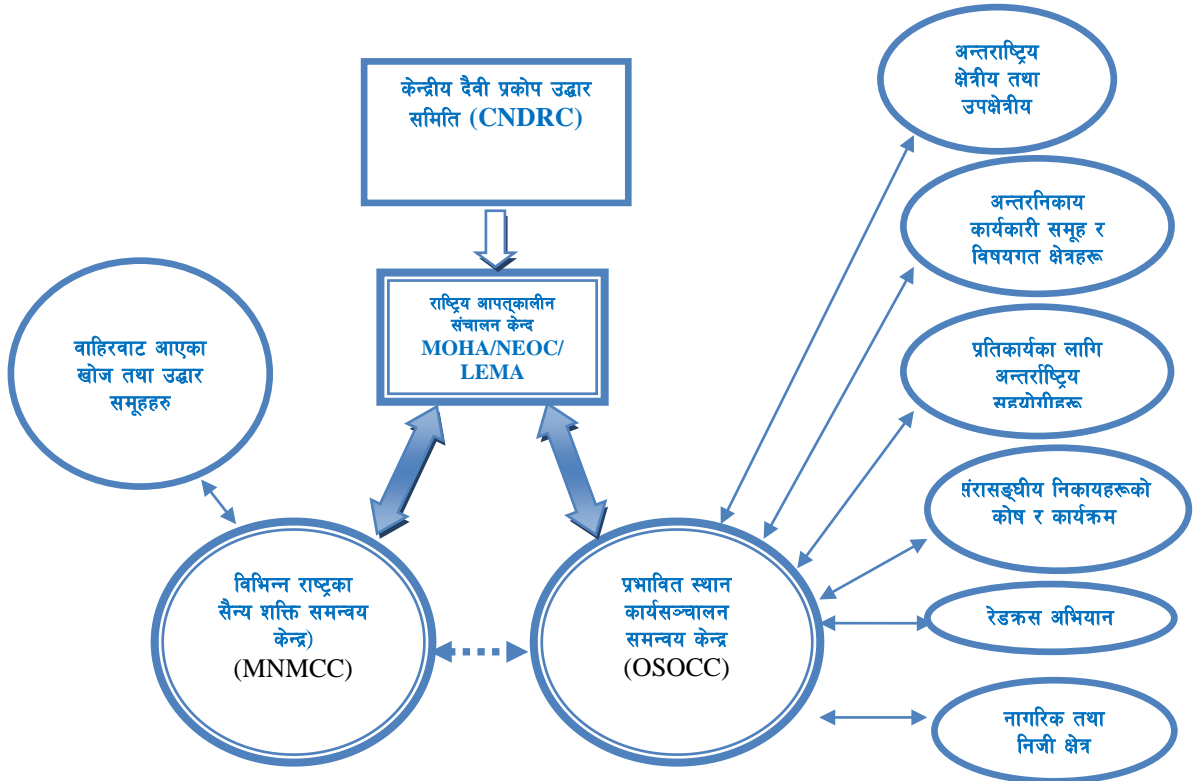 केन्द्रीय दैवी प्रकोप उद्धार
समिति (CNDRC)
राष्ट्रिय आपत्‌कालीन
संचालन केन्द
MOHA/NEOC/
LEMA
वाहिरवाट आएका
खोज तथा उद्धार
समूहहरु
विभिन्न राष्ट्रका
सैन्य शक्ति समन्वय
केन्द्र)
(MNMCC)
प्रभावित स्थान
कार्यसञ्चालन
समन्वय केन्द्र
(OSOCC)
अन्तराष्ट्रिय
क्षेत्रीय तथा
उपक्षेत्रीय
अन्तरनिकाय
कार्यकारी समूह र
विषयगत क्षेत्रहरू
प्रतिकार्यका लागि
अन्तर्राष्ट्रिय
सहयोगीहरू
संरासङ्घीय निकायहरूको
कोष र कार्यक्रम
रेडक्रस अभियान
नागरिक तथा
निजी क्षेत्र